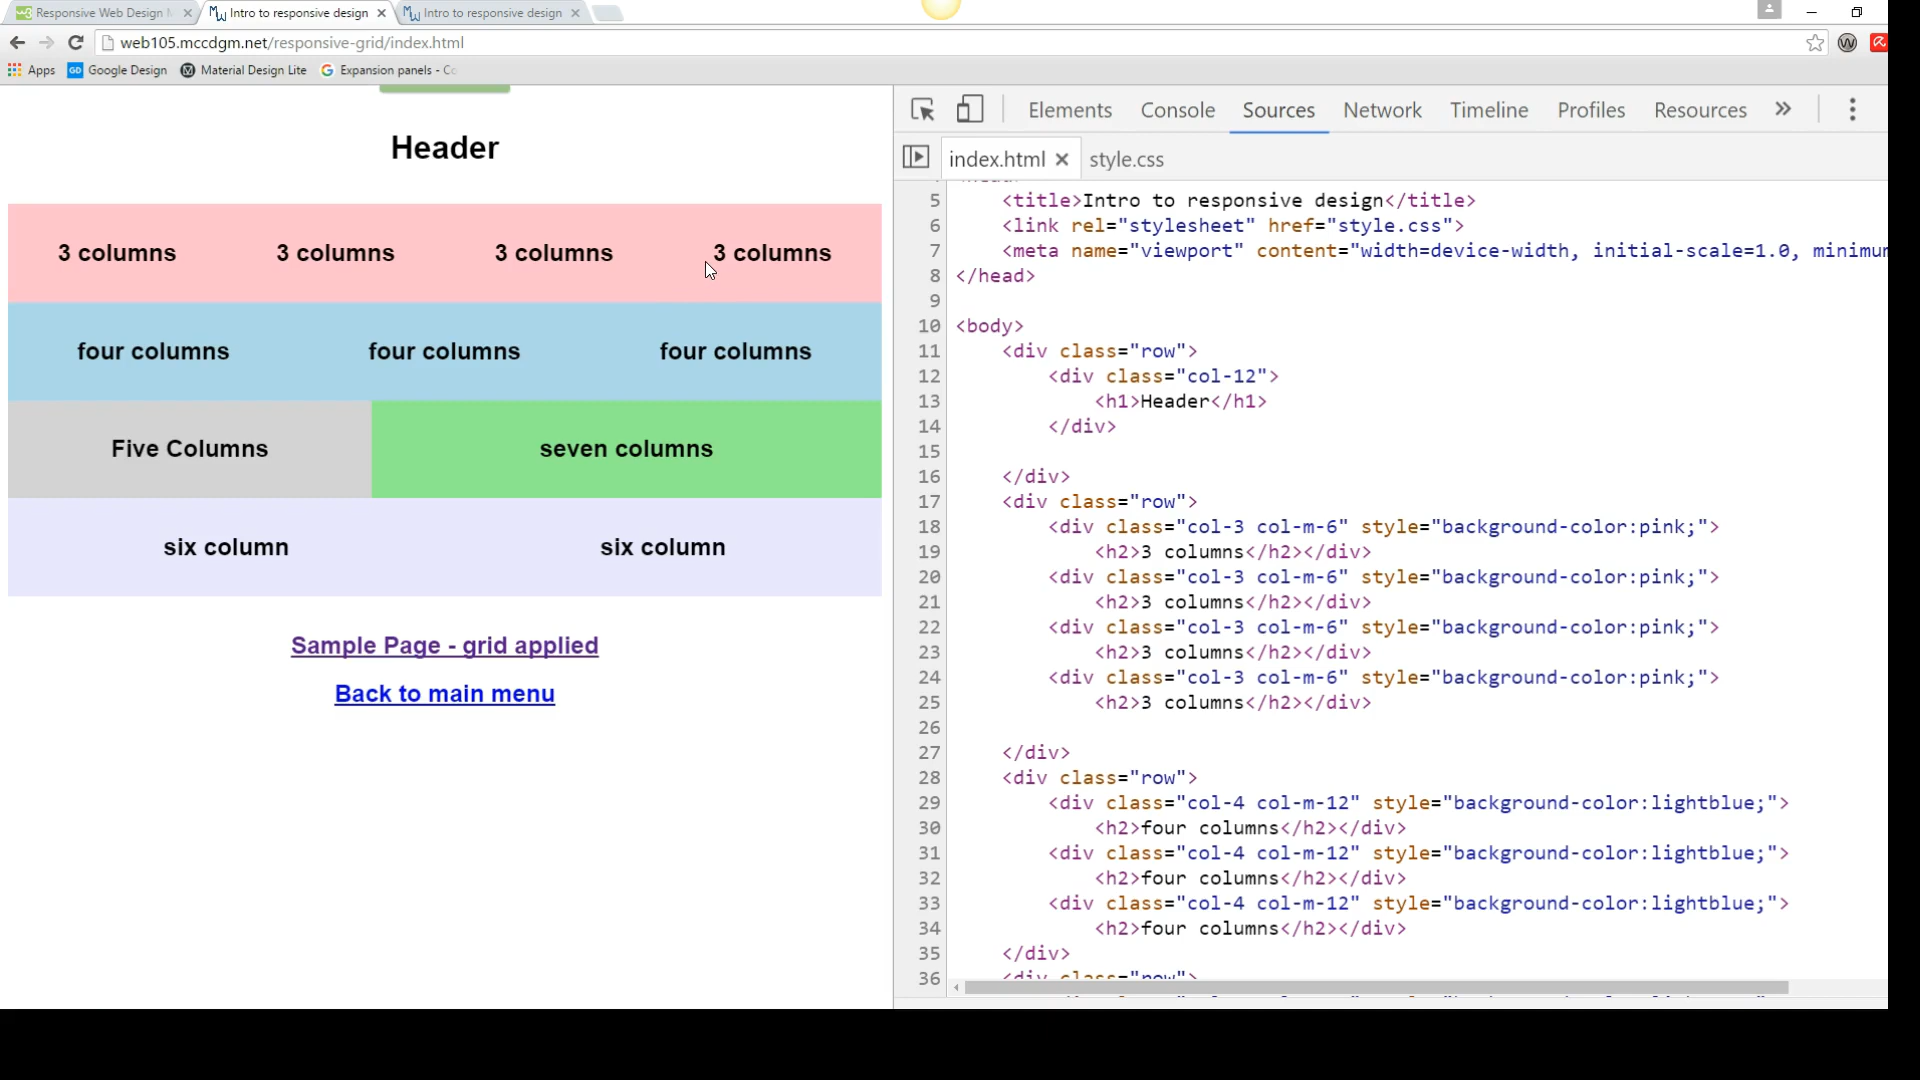 Responsive Web Design
Intro to responsive design
Intro to responsive design
web105.mccdgm.net/responsive-grid/index.html
Apps
Google Design
Material Design Lite
Expansion panels - Co
Header
3 columns 3 columns 3 columns 3 columns
four columns four columns four columns
Five Columns seven columns
six column six column
Sample Page - grid applied
Back to main menu
Elements Console Sources Network Timeline Profiles Resources
index.html style.css
5 <title>Intro to responsive design</title>
6 <link rel="stylesheet" href="style.css">
7 <meta name="viewport" content="width=device-width, initial-scale=1.0, minimum
8 </head>
9
10 <body>
11 <div class="row">
12 <div class="col-12">
13 <h1>Header</h1>
14 </div>
15
16 </div>
17 <div class="row">
18 <div class="col-3 col-m-6" style="background-color:pink;">
19 <h2>3 columns</h2></div>
20 <div class="col-3 col-m-6" style="background-color:pink;">
21 <h2>3 columns</h2></div>
22 <div class="col-3 col-m-6" style="background-color:pink;">
23 <h2>3 columns</h2></div>
24 <div class="col-3 col-m-6" style="background-color:pink;">
25 <h2>3 columns</h2></div>
26
27 </div>
28 <div class="row">
29 <div class="col-4 col-m-12" style="background-color:lightblue;">
30 <h2>four columns</h2></div>
31 <div class="col-4 col-m-12" style="background-color:lightblue;">
32 <h2>four columns</h2></div>
33 <div class="col-4 col-m-12" style="background-color:lightblue;">
34 <h2>four columns</h2></div>
35 </div>
36 <div class="row">